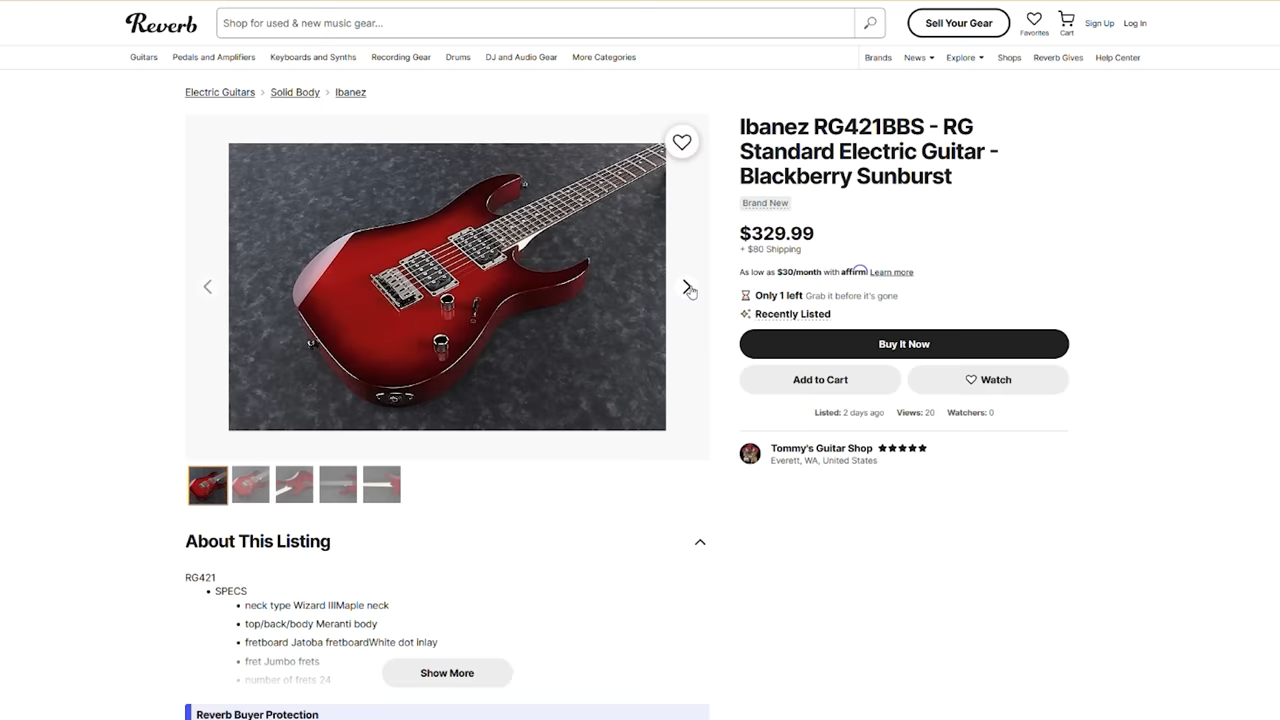 Reverb
Shop for used & new music gear...
Sell Your Gear
Favorites
Cart
Sign Up
Log In
Guitars
Pedals and Amplifiers
Keyboards and Synths
Recording Gear
Drums
DJ and Audio Gear
More Categories
Brands
News
Explore
Shops
Reverb Gives
Help Center
Electric Guitars > Solid Body > Ibanez
Ibanez RG421BBS - RG
Standard Electric Guitar -
Blackberry Sunburst
Brand New
$329.99
+ $80 Shipping
As low as $30/month with affirm Learn more
Only 1 left Grab it before it's gone
Recently Listed
Buy It Now
Add to Cart
Watch
Listed: 2 days ago Views: 20 Watchers: 0
Tommy's Guitar Shop ★★★★★
Everett, WA, United States
About This Listing
RG421
• SPECS
• neck type Wizard IIIMaple neck
• top/back/body Meranti body
• fretboard Jatoba fretboardWhite dot inlay
• fret Jumbo frets
• number of frets 24
Show More
Reverb Buyer Protection